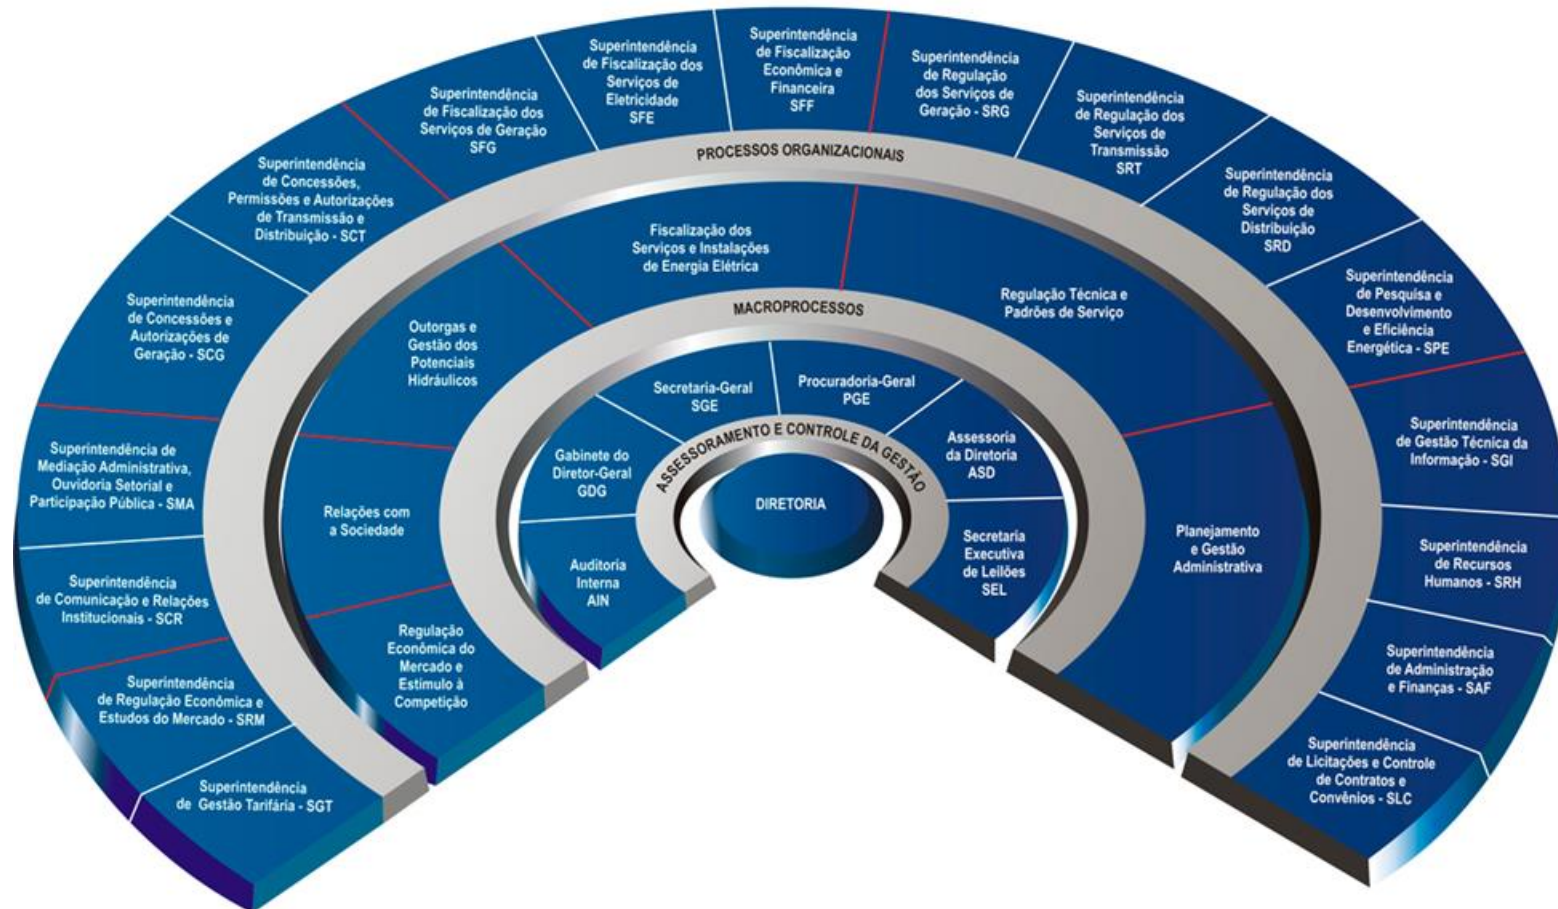 Superintendência
de Gestão Tarifária - SGT
Superintendência
de Regulação Econômica e
Estudos do Mercado - SRM
Superintendência
de Comunicação e Relações
Institucionais - SCR
Superintendência de
Mediação Administrativa,
Ouvidoria Setorial e
Participação Pública - SMA
Superintendência
de Concessões e
Autorizações de
Geração - SCG
Superintendência
de Concessões,
Permissões e Autorizações
de Transmissão e
Distribuição - SCT
Superintendência
de Fiscalização dos
Serviços de Geração
SFG
Superintendência
de Fiscalização dos
Serviços de
Eletricidade
SFE
Superintendência
de Fiscalização
Econômica e
Financeira
SFF
Superintendência
de Regulação
dos Serviços de
Geração - SRG
Superintendência
de Regulação dos
Serviços de
Transmissão
SRT
Superintendência
de Regulação dos
Serviços de
Distribuição
SRD
Superintendência
de Pesquisa e
Desenvolvimento
e Eficiência
Energética - SPE
Superintendência
de Gestão Técnica da
Informação - SGI
Superintendência
de Recursos
Humanos - SRH
Superintendência
de Administração
e Finanças - SAF
Superintendência
de Licitações e Controle
de Contratos e
Convênios - SLC
PROCESSOS ORGANIZACIONAIS
Regulação
Econômica do
Mercado e
Estímulo à
Competição
Relações com
a Sociedade
Outorgas e
Gestão dos
Potenciais
Hidráulicos
Fiscalização dos
Serviços e Instalações
de Energia Elétrica
Regulação Técnica e
Padrões de Serviço
Planejamento
e Gestão
Administrativa
MACROPROCESSOS
Auditoria
Interna
AIN
Gabinete do
Diretor-Geral
GDG
Secretaria-Geral
SGE
Procuradoria-Geral
PGE
Assessoria
da Diretoria
ASD
Secretaria
Executiva
de Leilões
SEL
ASSESSORAMENTO E CONTROLE DA GESTÃO
DIRETORIA